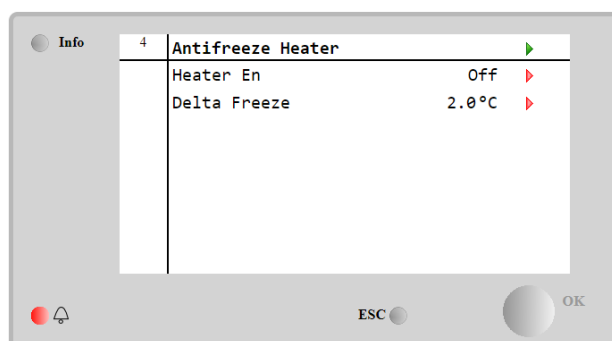 Info
4 Antifreeze Heater
Heater En Off
Delta Freeze 2.0°C
ESC
OK